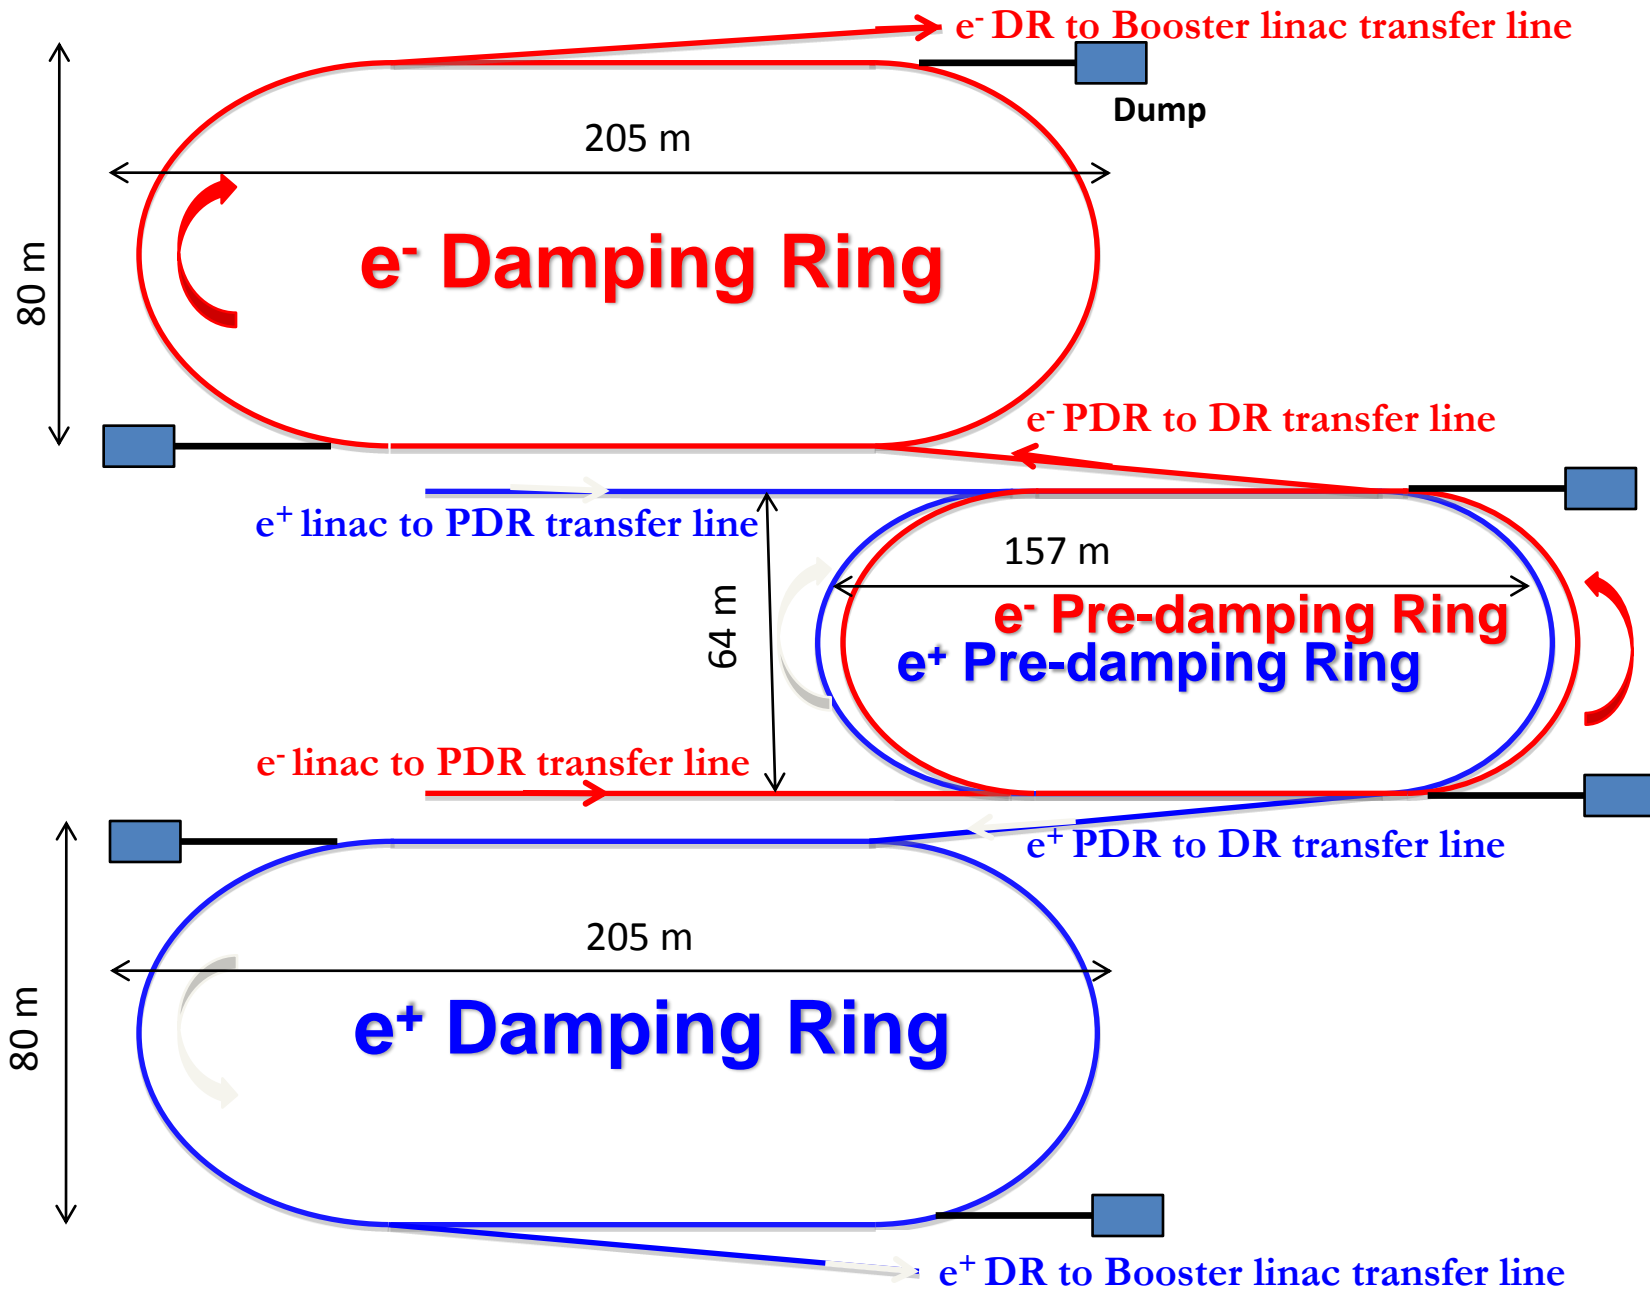 e- DR to Booster linac transfer line
Dump
205 m
80 m
e- Damping Ring
e- PDR to DR transfer line
e+ linac to PDR transfer line
157 m
64 m
e- Pre-damping Ring
e+ Pre-damping Ring
e- linac to PDR transfer line
e+ PDR to DR transfer line
205 m
80 m
e+ Damping Ring
e+ DR to Booster linac transfer line